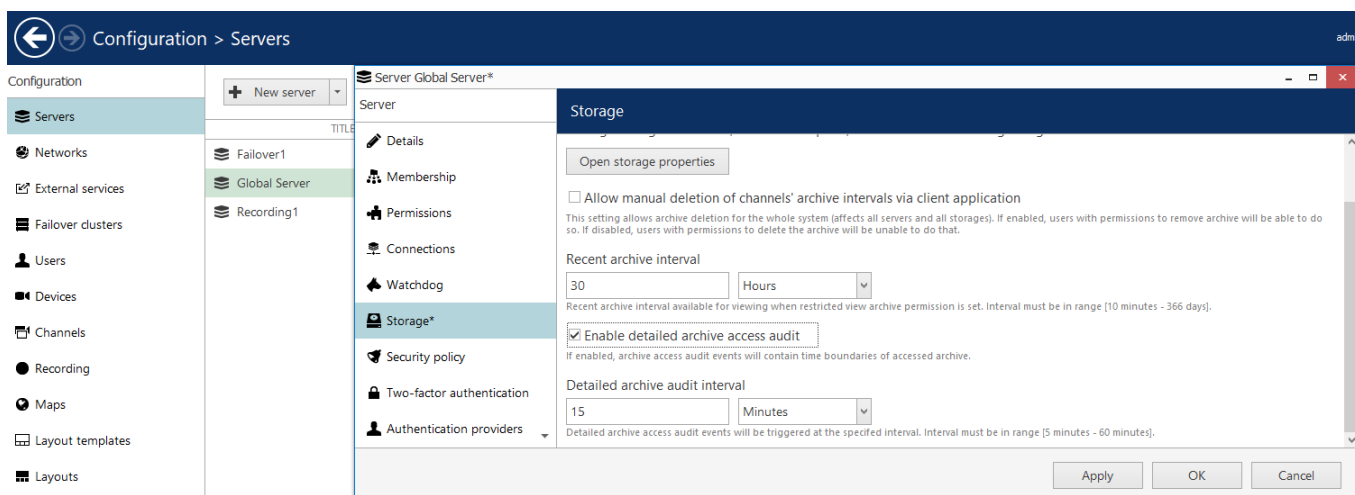 Configuration > Servers
adm
Configuration
Servers
Networks
External services
Failover clusters
Users
Devices
Channels
Recording
Maps
Layout templates
Layouts
New server
TITLE
Failover1
Global Server
Recording1
Server Global Server*
Server
Details
Membership
Permissions
Connections
Watchdog
Storage*
Security policy
Two-factor authentication
Authentication providers
Storage
Open storage properties
Allow manual deletion of channels' archive intervals via client application
This setting allows archive deletion for the whole system (affects all servers and all storages). If enabled, users with permissions to remove archive will be able to do
so. If disabled, users with permissions to delete the archive will be unable to do that.
Recent archive interval
30 Hours
Recent archive interval available for viewing when restricted view archive permission is set. Interval must be in range [10 minutes - 366 days].
Enable detailed archive access audit
If enabled, archive access audit events will contain time boundaries of accessed archive.
Detailed archive audit interval
15 Minutes
Detailed archive access audit events will be triggered at the specifed interval. Interval must be in range [5 minutes - 60 minutes].
Apply OK Cancel